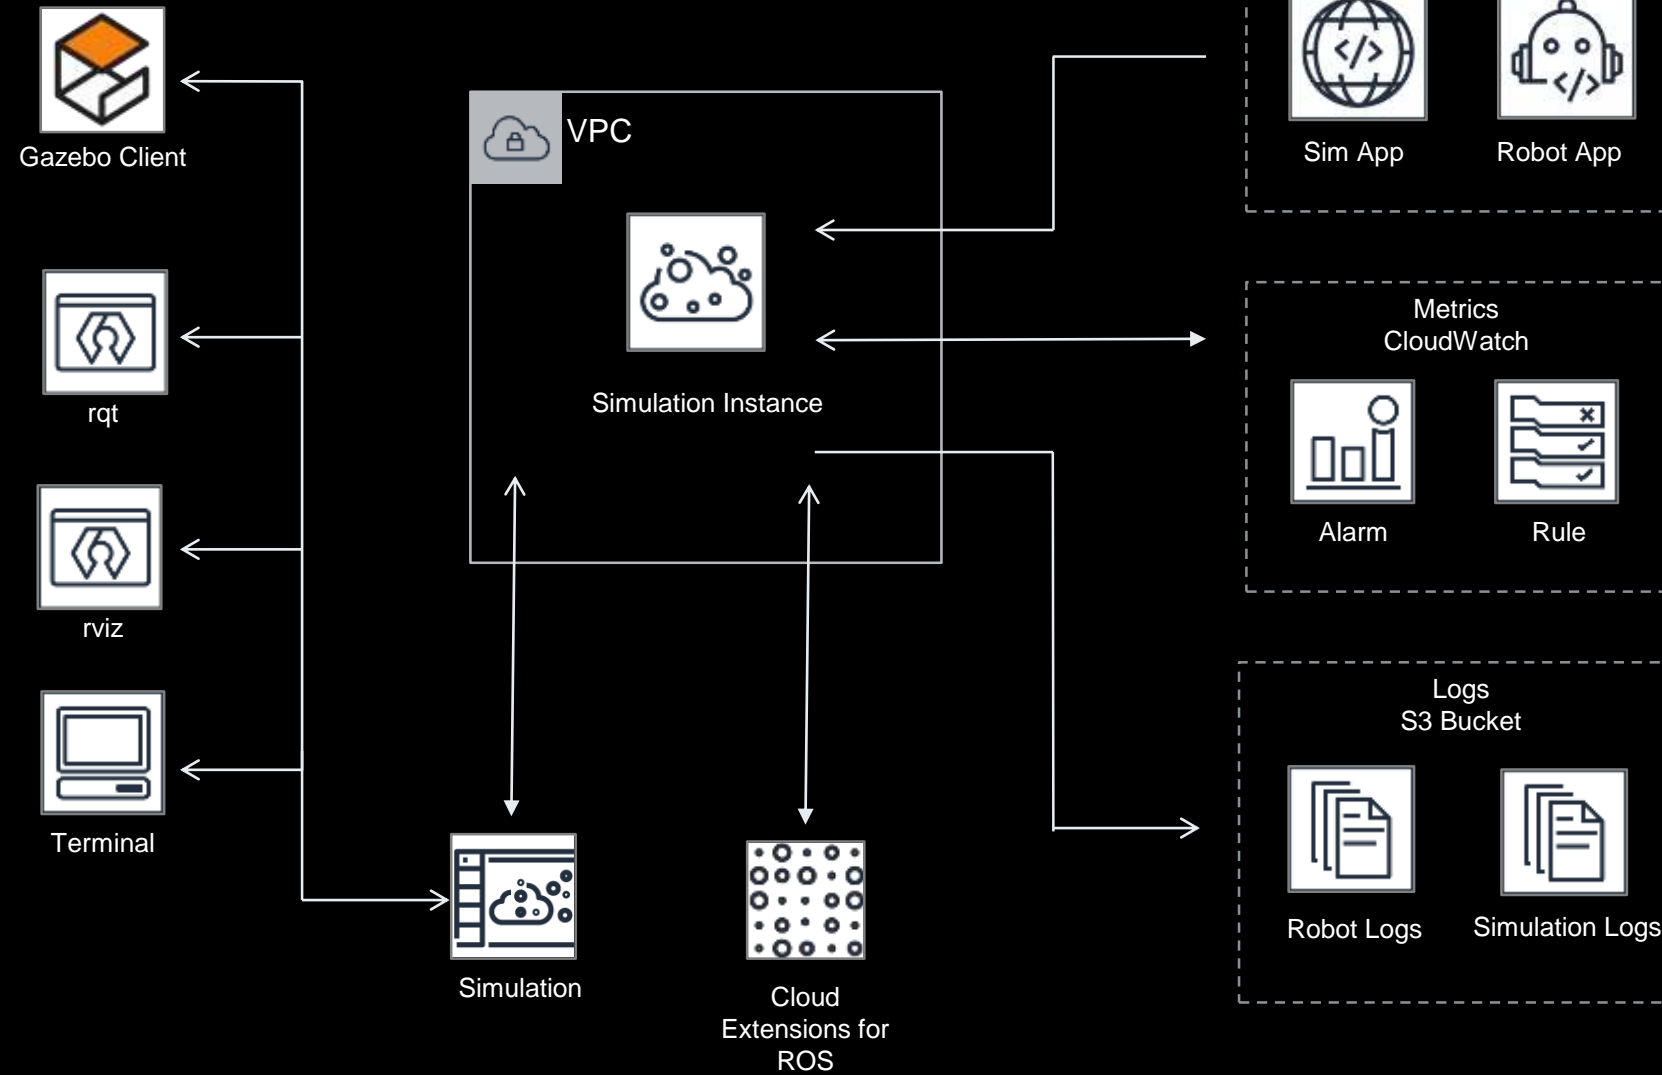 Gazebo Client
rqt
rviz
Terminal
VPC
Simulation Instance
Simulation
Cloud
Extensions for
ROS
</>
Sim App
</>
Robot App
Metrics
CloudWatch
Alarm
Rule
Logs
S3 Bucket
Robot Logs
Simulation Logs